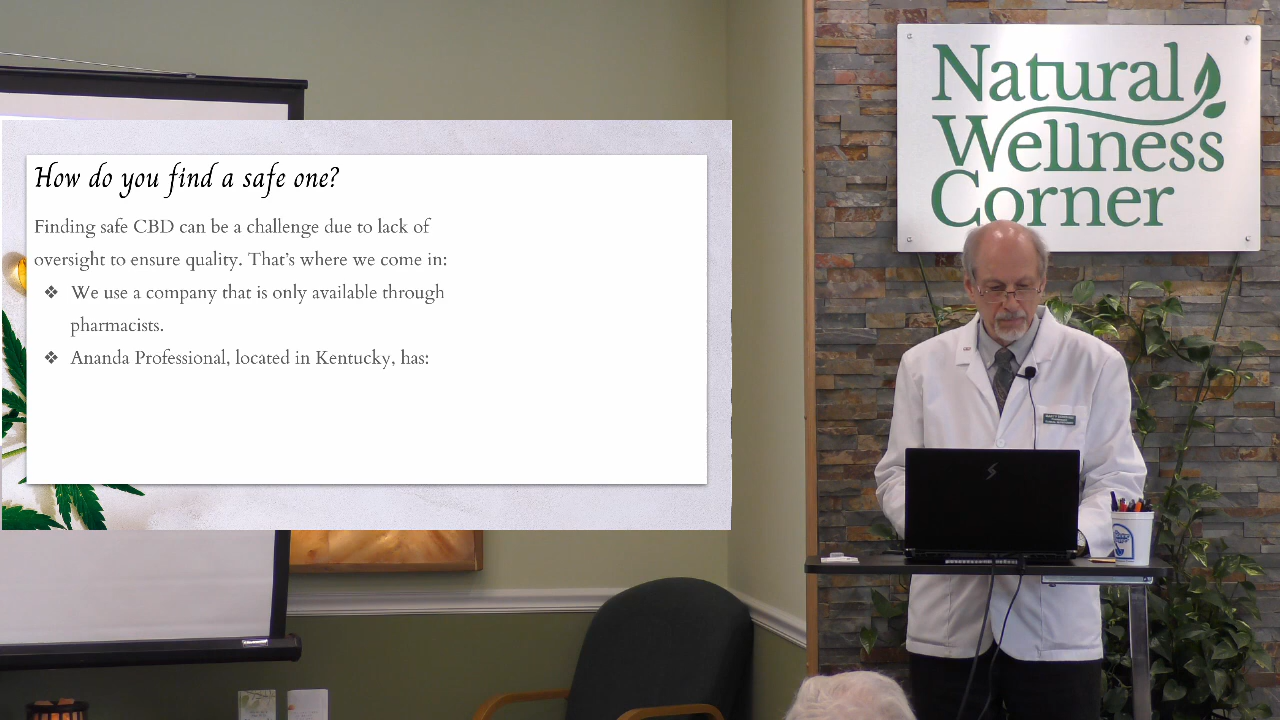 How do you find a safe one?
Finding safe CBD can be a challenge due to lack of
oversight to ensure quality. That's where we come in:
❖ We use a company that is only available through
pharmacists.
❖ Ananda Professional, located in Kentucky, has:
Natural
Wellness
Corner